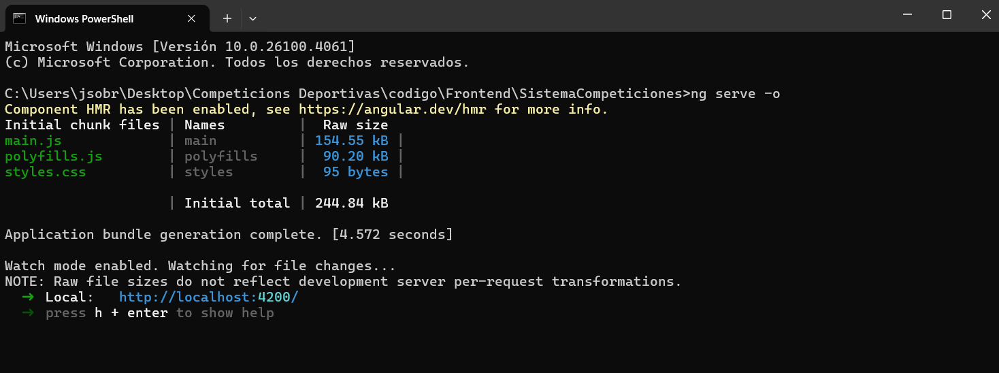 Windows PowerShell
Microsoft Windows [Versión 10.0.26100.4061]
(c) Microsoft Corporation. Todos los derechos reservados.
C:\Users\jsobr\Desktop\Competicions Deportivas\codigo\Frontend\SistemaCompeticiones>ng serve -o
Component HMR has been enabled, see https://angular.dev/hmr for more info.
Initial chunk files | Names         |  Raw size
main.js             | main          | 154.55 kB |
polyfills.js        | polyfills     |  90.20 kB |
styles.css          | styles        |  95 bytes |
                    | Initial total | 244.84 kB
Application bundle generation complete. [4.572 seconds]
Watch mode enabled. Watching for file changes...
NOTE: Raw file sizes do not reflect development server per-request transformations.
  ➜  Local:   http://localhost:4200/
  ➜  press h + enter to show help